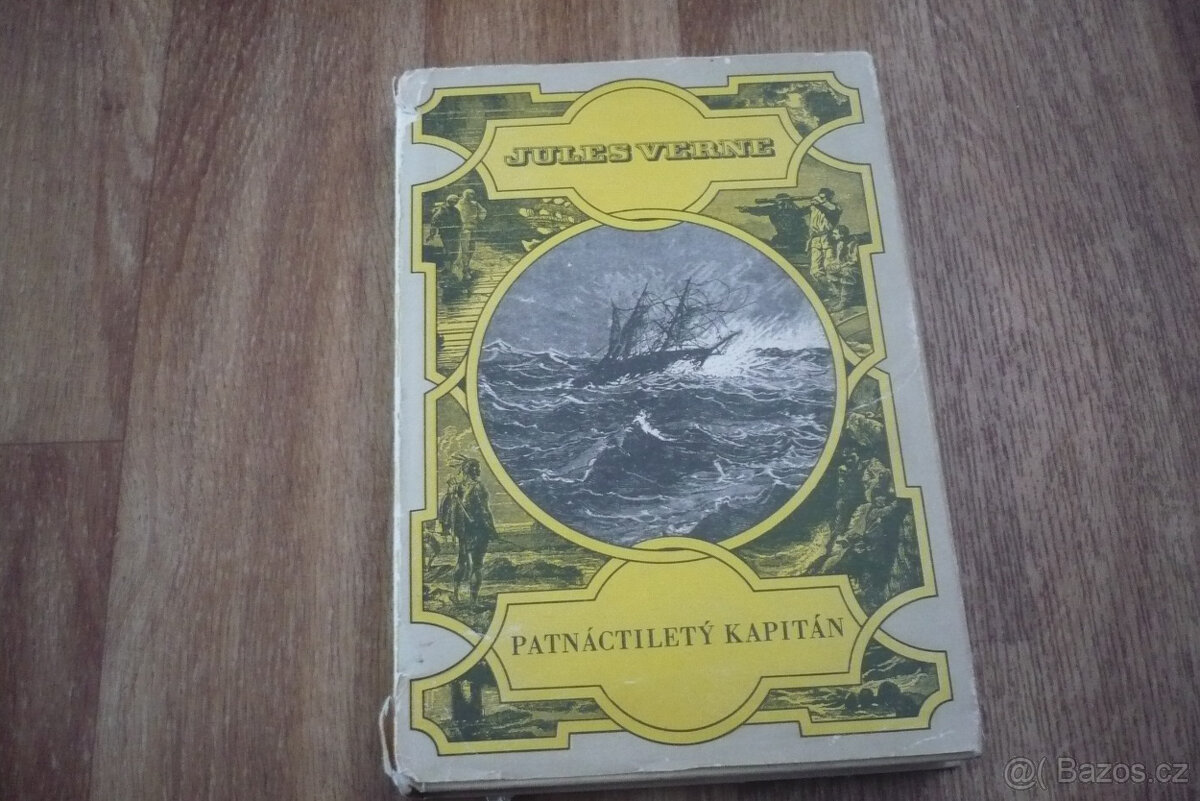 JULES VERNE
PATNÁCTILETÝ KAPITÁN
@( Bazos.cz